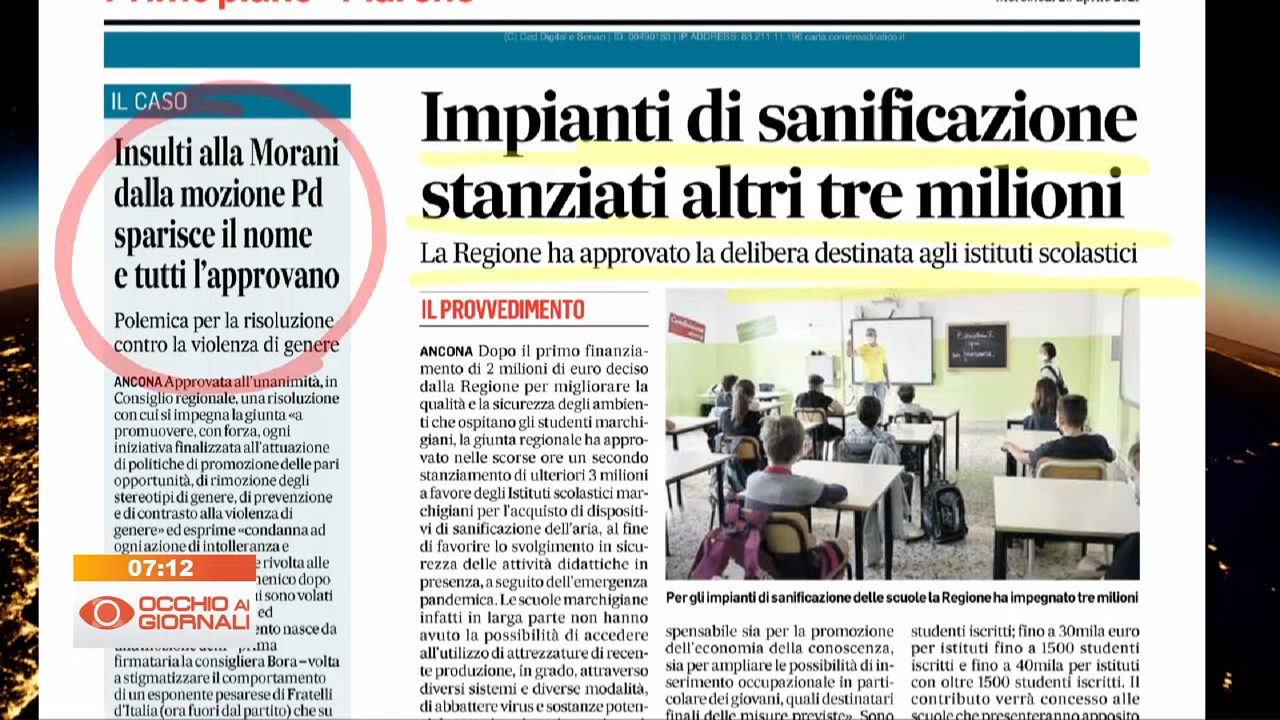 (C) Ced Digital e Servizi | ID: 00490183 | IP ADDRESS: 83.211.11.196 carta.corriereadriatico.it
IL CASO
Insulti alla Morani
dalla mozione Pd
sparisce il nome
e tutti l'approvano
Polemica per la risoluzione
contro la violenza di genere
ANCONA Approvata all'unanimità, in
Consiglio regionale, una risoluzione
con cui si impegna la giunta «a
promuovere, con forza, ogni
iniziativa finalizzata all'attuazione
di politiche di promozione delle pari
opportunità, di rimozione degli
stereotipi di genere, di prevenzione
e di contrasto alla violenza di
genere» ed esprime «condanna ad
ogni azione di intolleranza e
e rivolta alle
menico dopo
ui sono volati
ed
ento nasce da
firmataria la consigliera Bora – volta
a stigmatizzare il comportamento
di un esponente pesarese di Fratelli
d'Italia (ora fuori dal partito) che su
07:12
OCCHIO AI
GIORNALI
Impianti di sanificazione
stanziati altri tre milioni
La Regione ha approvato la delibera destinata agli istituti scolastici
IL PROVVEDIMENTO
ANCONA Dopo il primo finanzia-
mento di 2 milioni di euro deciso
dalla Regione per migliorare la
qualità e la sicurezza degli ambien-
ti che ospitano gli studenti marchi-
giani, la giunta regionale ha appro-
vato nelle scorse ore un secondo
stanziamento di ulteriori 3 milioni
a favore degli Istituti scolastici mar-
chigiani per l'acquisto di dispositi-
vi di sanificazione dell'aria, al fine
di favorire lo svolgimento in sicu-
rezza delle attività didattiche in
presenza, a seguito dell'emergenza
pandemica. Le scuole marchigiane
infatti in larga parte non hanno
avuto la possibilità di accedere
all'utilizzo di attrezzature di recen-
te produzione, in grado, attraverso
diversi sistemi e diverse modalità,
di abbattere virus e sostanze poten-
Per gli impianti di sanificazione delle scuole la Regione ha impegnato tre milioni
spensabile sia per la promozione
dell'economia della conoscenza,
sia per ampliare le possibilità di in-
serimento occupazionale in parti-
colare dei giovani, quali destinatari
finali delle misure previste». Sono
studenti iscritti; fino a 30mila euro
per istituti fino a 1500 studenti
iscritti e fino a 40mila per istituti
con oltre 1500 studenti iscritti. Il
contributo verrà concesso alle
scuole che presenteranno apposito